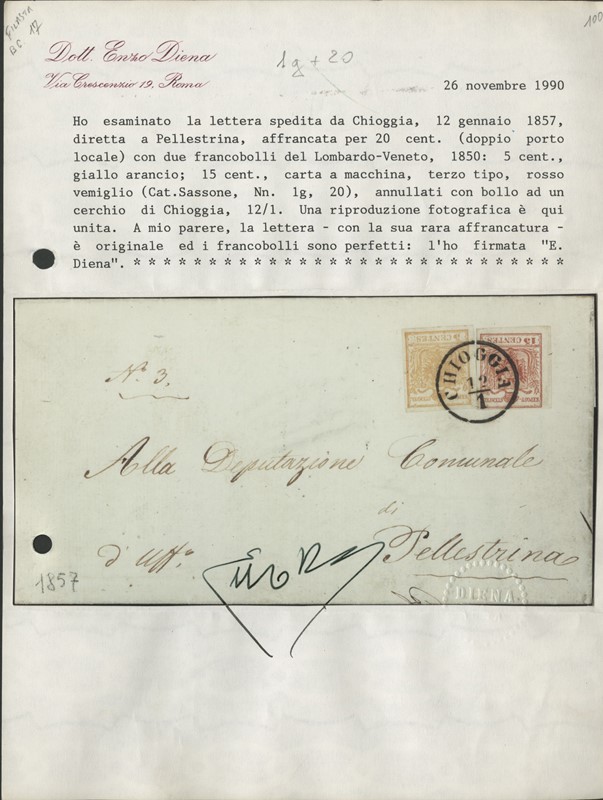 100
Dott. Enzo Diena
Via Crescenzio 19, Roma
1g + 20
26 novembre 1990
Ho esaminato la lettera spedita da Chioggia, 12 gennaio 1857,
diretta a Pellestrina, affrancata per 20 cent. (doppio porto
locale) con due francobolli del Lombardo-Veneto, 1850: 5 cent.,
giallo arancio; 15 cent., carta a macchina, terzo tipo, rosso
vemiglio (Cat.Sassone, Nn. 1g, 20), annullati con bollo ad un
cerchio di Chioggia, 12/1. Una riproduzione fotografica è qui
unita. A mio parere, la lettera - con la sua rara affrancatura -
è originale ed i francobolli sono perfetti: l'ho firmata "E.
Diena". * * * * * * * * * * * * * * * * * * * * * * * * * * * * *
5 CENTES
15 CENTES
CHIOGGIA
12
1
N.° 3.
Alla Deputazione Comunale
di
d'Uff.° Pellestrina
1857
DIENA